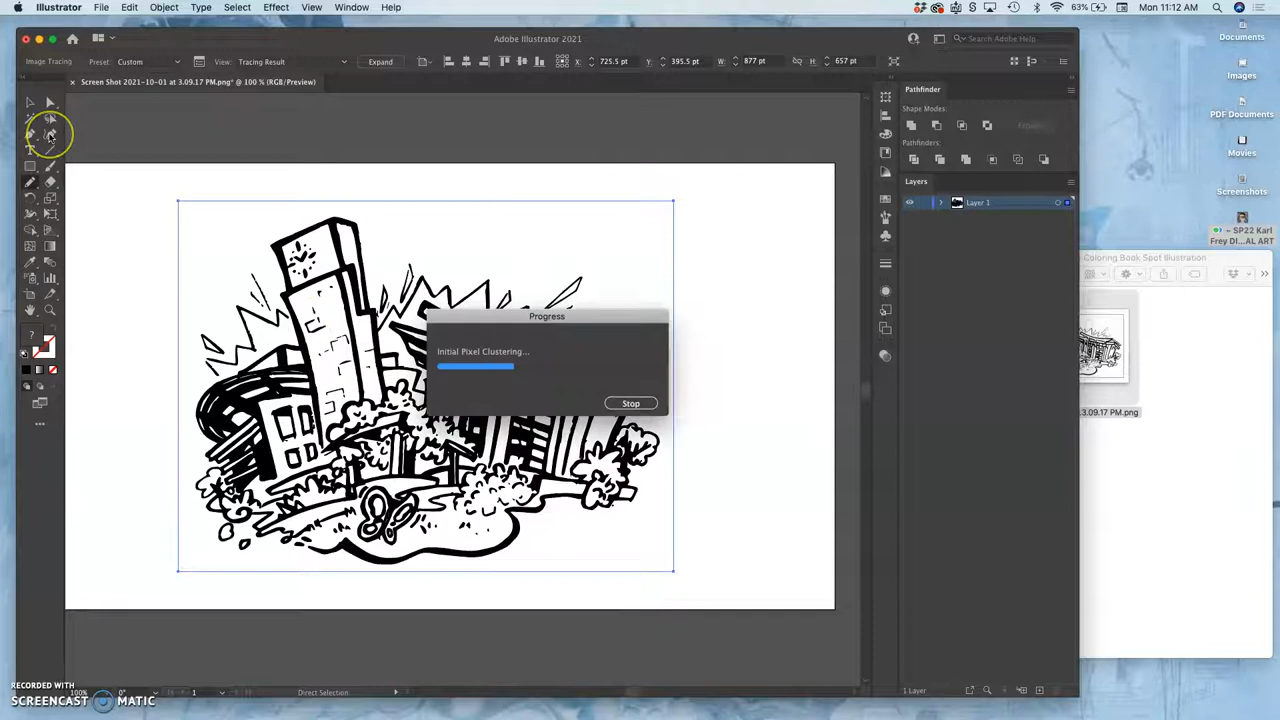 Illustrator File Edit Object Type Select Effect View Window Help 63% Mon 11:12 AM
Adobe Illustrator 2021 Search Adobe Help
Image Tracing Preset: Custom View: Tracing Result Expand X: 725.5 pt Y: 395.5 pt W: 877 pt H: 657 pt
× Screen Shot 2021-10-01 at 3.09.17 PM.png* @ 100 % (RGB/Preview)
Pathfinder
Shape Modes:
Pathfinders:
Layers
Layer 1
Documents
Images
PDF Documents
Movies
Screenshots
~ SP22 Karl
Frey DI...AL ART
Coloring Book Spot Illustration
3.09.17 PM.png
Progress
Initial Pixel Clustering...
Stop
?
100% 0° 1 Direct Selection
1 Layer
RECORDED WITH
SCREENCAST MATIC